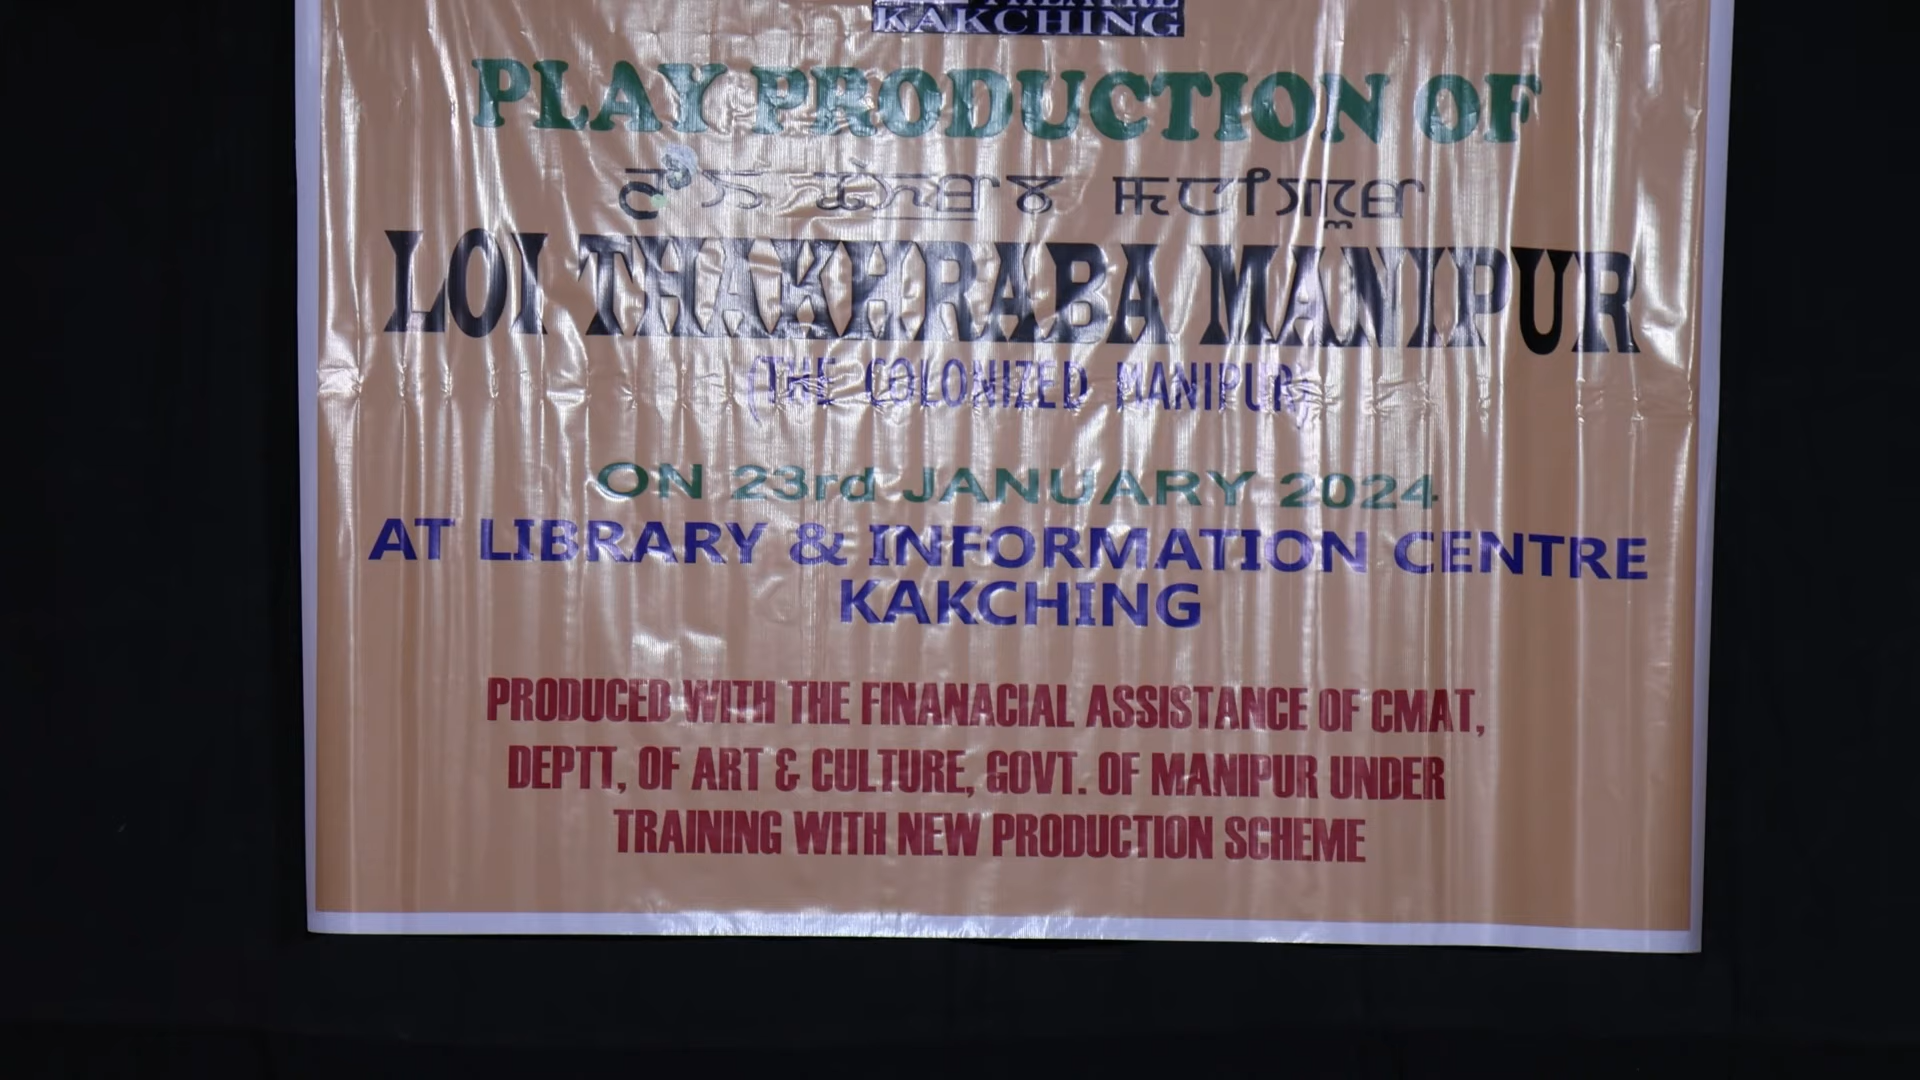 THEATRE
KAKCHING
PLAY PRODUCTION OF
LOI THAKHRABA MANIPUR
(THE COLONIZED MANIPUR)
ON 23rd JANUARY 2024
AT LIBRARY & INFORMATION CENTRE
KAKCHING
PRODUCED WITH THE FINANACIAL ASSISTANCE OF CMAT,
DEPTT, OF ART & CULTURE, GOVT. OF MANIPUR UNDER
TRAINING WITH NEW PRODUCTION SCHEME